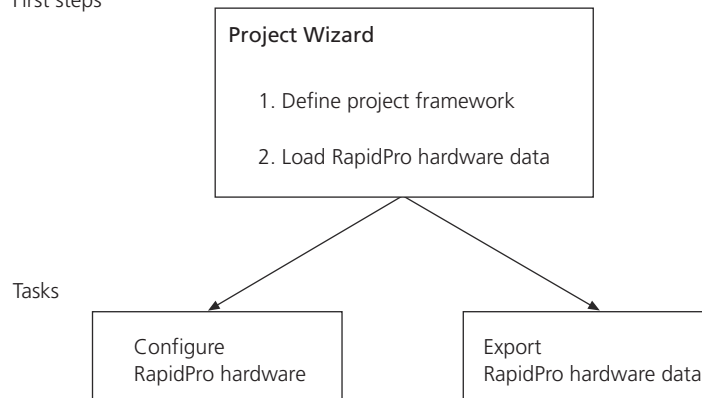 First steps
Project Wizard
1. Define project framework
2. Load RapidPro hardware data
Tasks
Configure
RapidPro hardware
Export
RapidPro hardware data